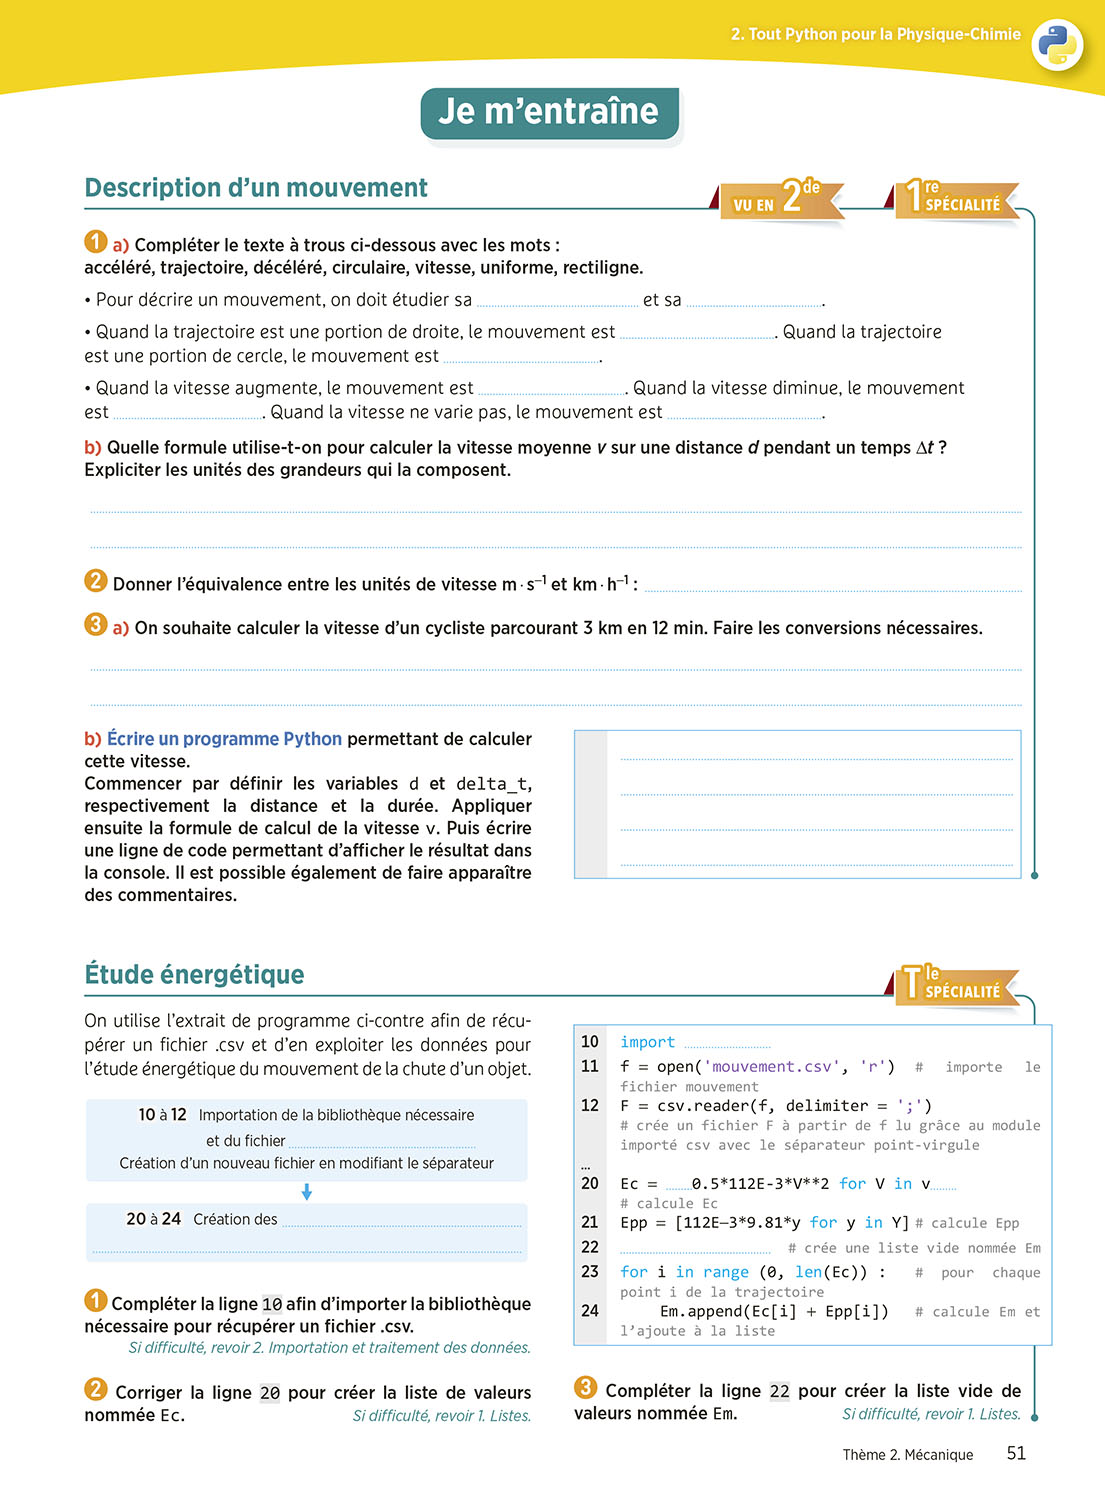 2. Tout Python pour la Physique-Chimie
Je m'entraîne
Description d'un mouvement
VU EN 2de
1re SPÉCIALITÉ
1 a) Compléter le texte à trous ci-dessous avec les mots :
accéléré, trajectoire, décéléré, circulaire, vitesse, uniforme, rectiligne.
• Pour décrire un mouvement, on doit étudier sa et sa .
• Quand la trajectoire est une portion de droite, le mouvement est . Quand la trajectoire
est une portion de cercle, le mouvement est .
• Quand la vitesse augmente, le mouvement est . Quand la vitesse diminue, le mouvement
est . Quand la vitesse ne varie pas, le mouvement est .
b) Quelle formule utilise-t-on pour calculer la vitesse moyenne v sur une distance d pendant un temps Δt ?
Expliciter les unités des grandeurs qui la composent.
2 Donner l'équivalence entre les unités de vitesse m · s⁻¹ et km · h⁻¹ :
3 a) On souhaite calculer la vitesse d'un cycliste parcourant 3 km en 12 min. Faire les conversions nécessaires.
b) Écrire un programme Python permettant de calculer
cette vitesse.
Commencer par définir les variables d et delta_t,
respectivement la distance et la durée. Appliquer
ensuite la formule de calcul de la vitesse v. Puis écrire
une ligne de code permettant d'afficher le résultat dans
la console. Il est possible également de faire apparaître
des commentaires.
Étude énergétique
Tle SPÉCIALITÉ
On utilise l'extrait de programme ci-contre afin de récu-
pérer un fichier .csv et d'en exploiter les données pour
l'étude énergétique du mouvement de la chute d'un objet.
10 à 12 Importation de la bibliothèque nécessaire
et du fichier
Création d'un nouveau fichier en modifiant le séparateur
20 à 24 Création des
1 Compléter la ligne 10 afin d'importer la bibliothèque
nécessaire pour récupérer un fichier .csv.
Si difficulté, revoir 2. Importation et traitement des données.
2 Corriger la ligne 20 pour créer la liste de valeurs
nommée Ec. Si difficulté, revoir 1. Listes.
10 import
11 f = open('mouvement.csv', 'r') # importe le
fichier mouvement
12 F = csv.reader(f, delimiter = ';')
# crée un fichier F à partir de f lu grâce au module
importé csv avec le séparateur point-virgule
…
20 Ec = 0.5*112E-3*V**2 for V in v
# calcule Ec
21 Epp = [112E–3*9.81*y for y in Y] # calcule Epp
22 # crée une liste vide nommée Em
23 for i in range (0, len(Ec)) : # pour chaque
point i de la trajectoire
24 Em.append(Ec[i] + Epp[i]) # calcule Em et
l'ajoute à la liste
3 Compléter la ligne 22 pour créer la liste vide de
valeurs nommée Em. Si difficulté, revoir 1. Listes.
Thème 2. Mécanique 51